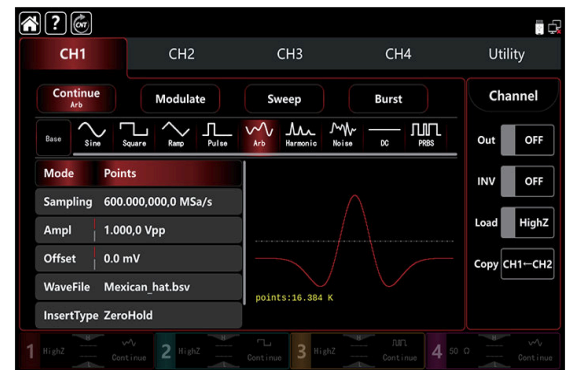 ? CNT
CH1 CH2 CH3 CH4 Utility
Continue Arb Modulate Sweep Burst
Channel
Base Sine Square Ramp Pulse Arb Harmonic Noise DC PRBS
Out OFF
Mode Points
INV OFF
Sampling 600.000,000,0 MSa/s
Load HighZ
Ampl 1.000,0 Vpp
Offset 0.0 mV
Copy CH1←CH2
WaveFile Mexican_hat.bsv
points:16.384 K
InsertType ZeroHold
1 HighZ Continue 2 HighZ Continue 3 HighZ Continue 4 50 Ω Continue